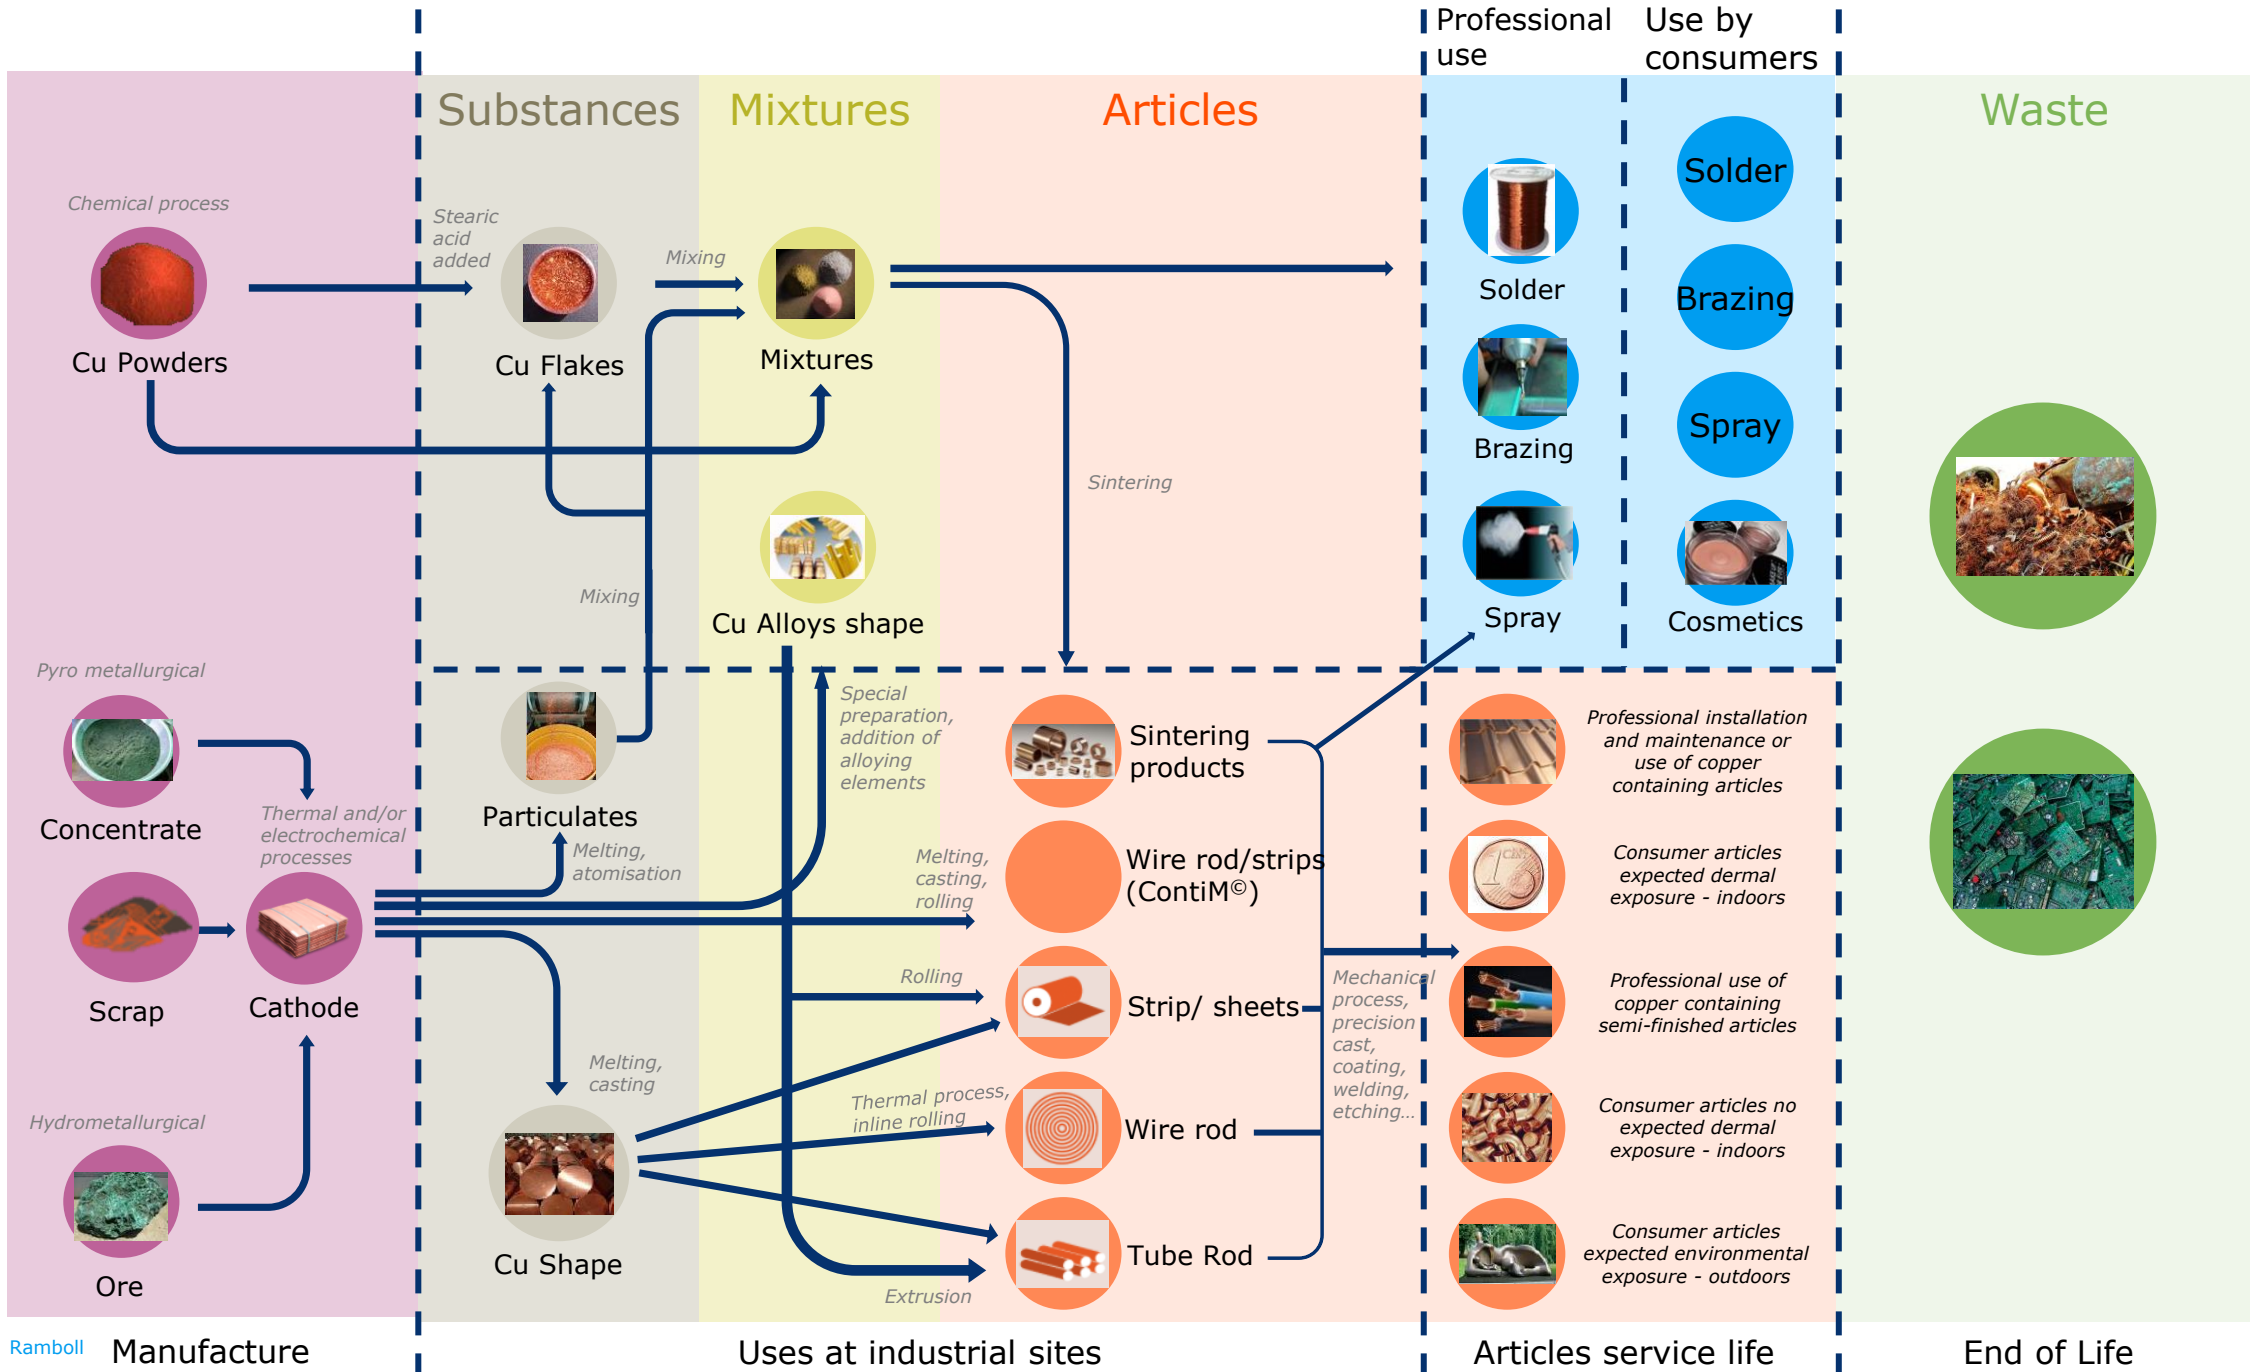 Professional
use
Use by
consumers
Substances
Mixtures
Articles
Waste
Chemical process
Cu Powders
Stearic
acid
added
Cu Flakes
Mixing
Mixtures
Sintering
Mixing
Cu Alloys shape
Solder
Brazing
Spray
Solder
Brazing
Spray
Cosmetics
Pyro metallurgical
Concentrate
Thermal and/or
electrochemical
processes
Scrap
Cathode
Hydrometallurgical
Ore
Particulates
Melting,
atomisation
Special
preparation,
addition of
alloying
elements
Melting,
casting
Cu Shape
Melting,
casting,
rolling
Rolling
Thermal process,
inline rolling
Extrusion
Sintering
products
Wire rod/strips
(ContiM©)
Strip/ sheets
Wire rod
Tube Rod
Mechanical
process,
precision
cast,
coating,
welding,
etching...
Professional installation
and maintenance or
use of copper
containing articles
Consumer articles
expected dermal
exposure - indoors
Professional use of
copper containing
semi-finished articles
Consumer articles no
expected dermal
exposure - indoors
Consumer articles
expected environmental
exposure - outdoors
Ramboll
Manufacture
Uses at industrial sites
Articles service life
End of Life